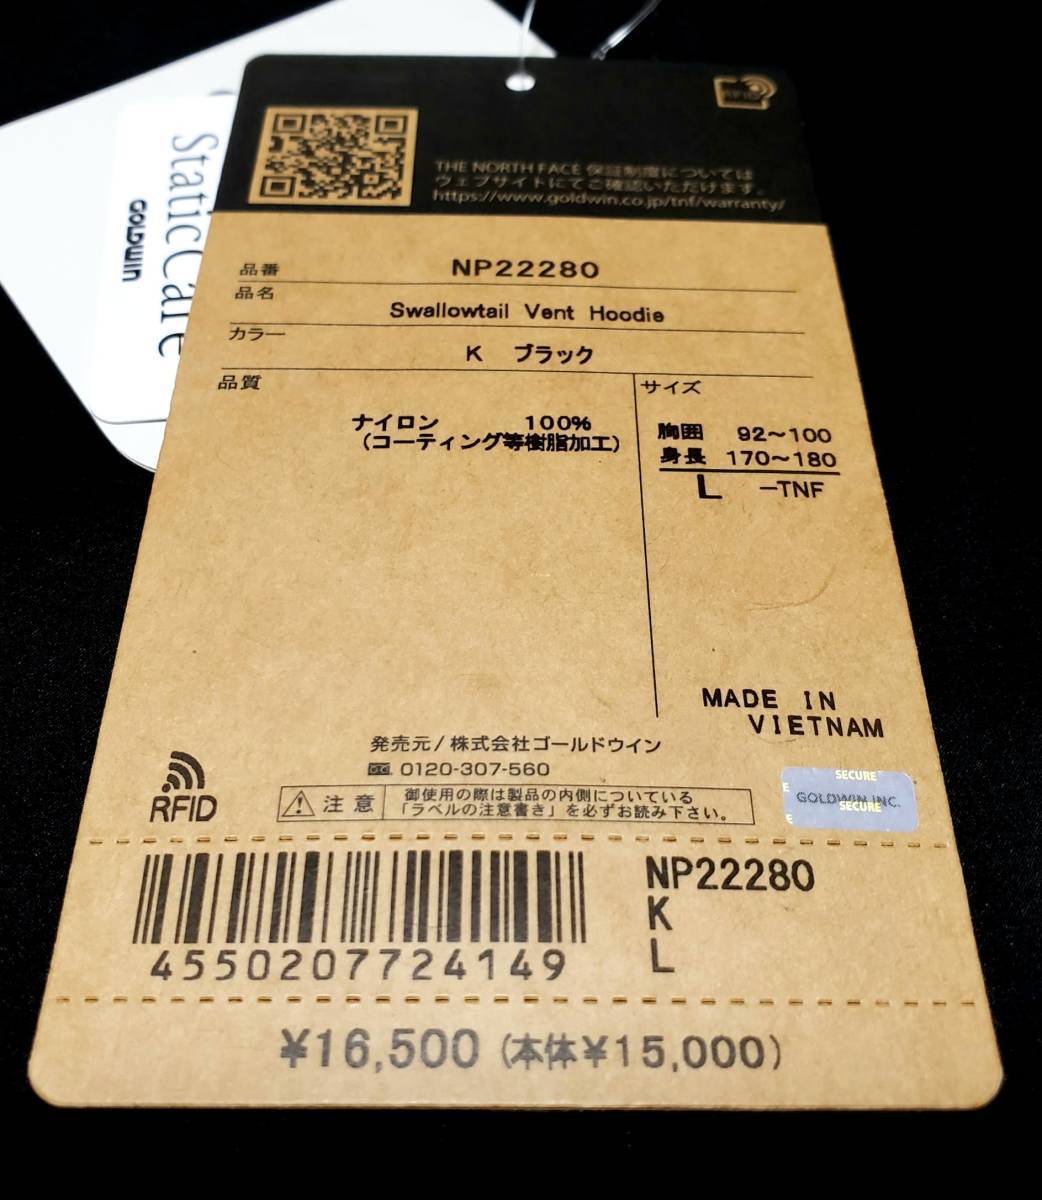 StaticCare
GOLDWIN
RFID
THE NORTH FACE 保証制度については
ウェブサイトにてご確認いただけます。
https://www.goldwin.co.jp/tnf/warranty/
品番 NP22280
品名 Swallowtail Vent Hoodie
カラー K ブラック
品質
ナイロン 100%
(コーティング等樹脂加工)
サイズ
胸囲 92〜100
身長 170〜180
L -TNF
MADE IN
VIETNAM
発売元/株式会社ゴールドウイン
0120-307-560
RFID
注意
御使用の際は製品の内側についている
「ラベルの注意書き」を必ずお読み下さい。
SECURE
GOLDWIN INC.
SECURE
4550207724149
NP22280
K
L
¥16,500 (本体¥15,000)